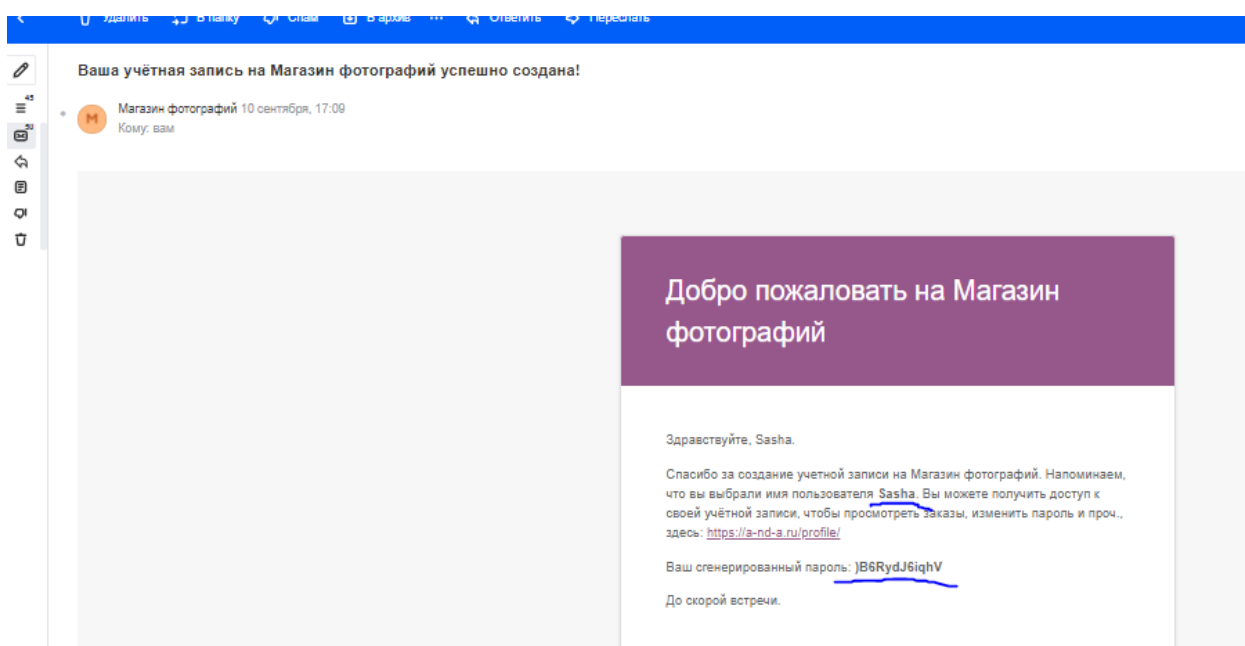 Удалить В папку Спам В архив ... Ответить Переслать
Ваша учётная запись на Магазин фотографий успешно создана!
45
М
Магазин фотографий 10 сентября, 17:09
Кому: вам
50
Добро пожаловать на Магазин
фотографий
Здравствуйте, Sasha.
Спасибо за создание учетной записи на Магазин фотографий. Напоминаем,
что вы выбрали имя пользователя Sasha. Вы можете получить доступ к
своей учётной записи, чтобы просмотреть заказы, изменить пароль и проч.,
здесь: https://a-nd-a.ru/profile/
Ваш сгенерированный пароль: )B6RydJ6iqhV
До скорой встречи.